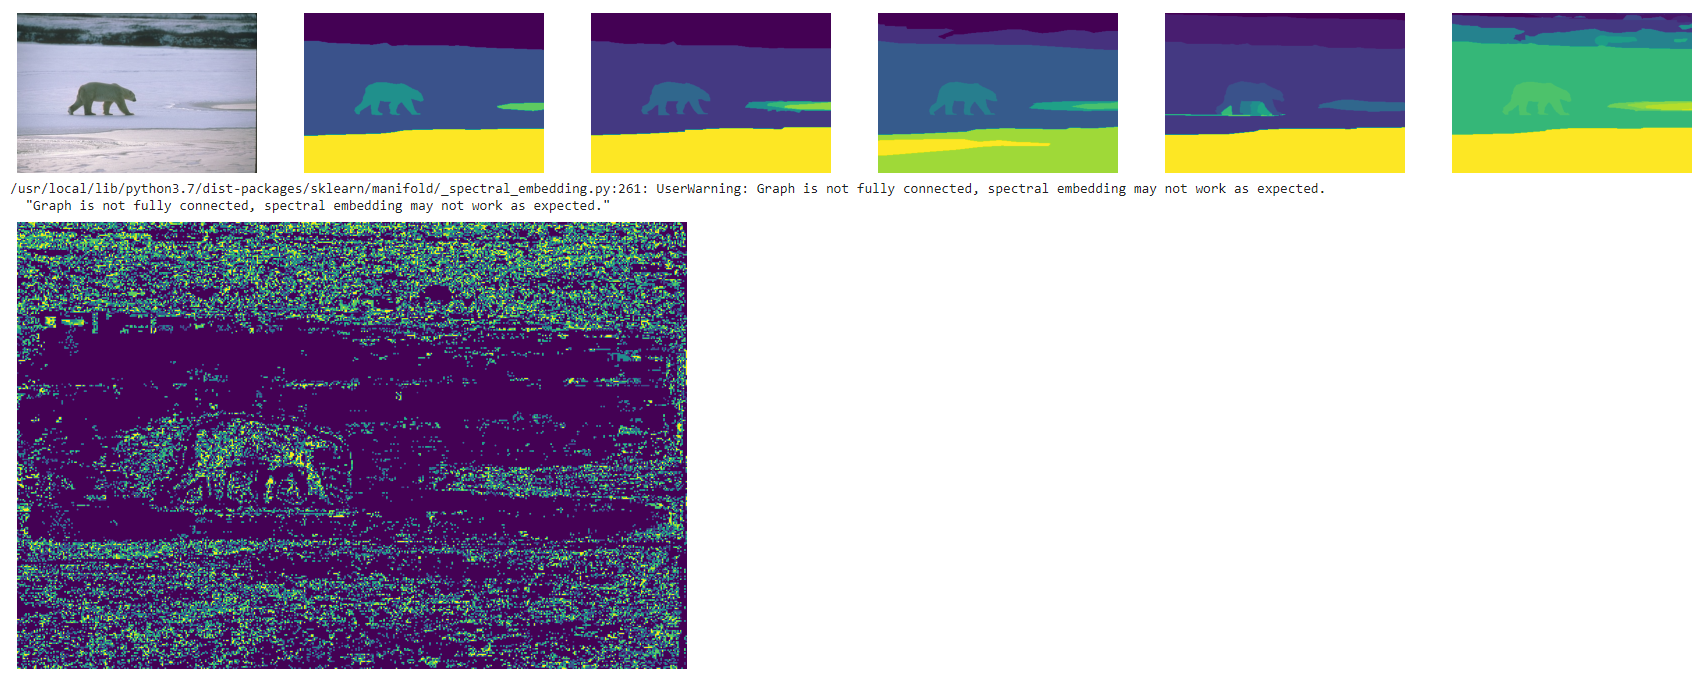 /usr/local/lib/python3.7/dist-packages/sklearn/manifold/_spectral_embedding.py:261: UserWarning: Graph is not fully connected, spectral embedding may not work as expected.
"Graph is not fully connected, spectral embedding may not work as expected."